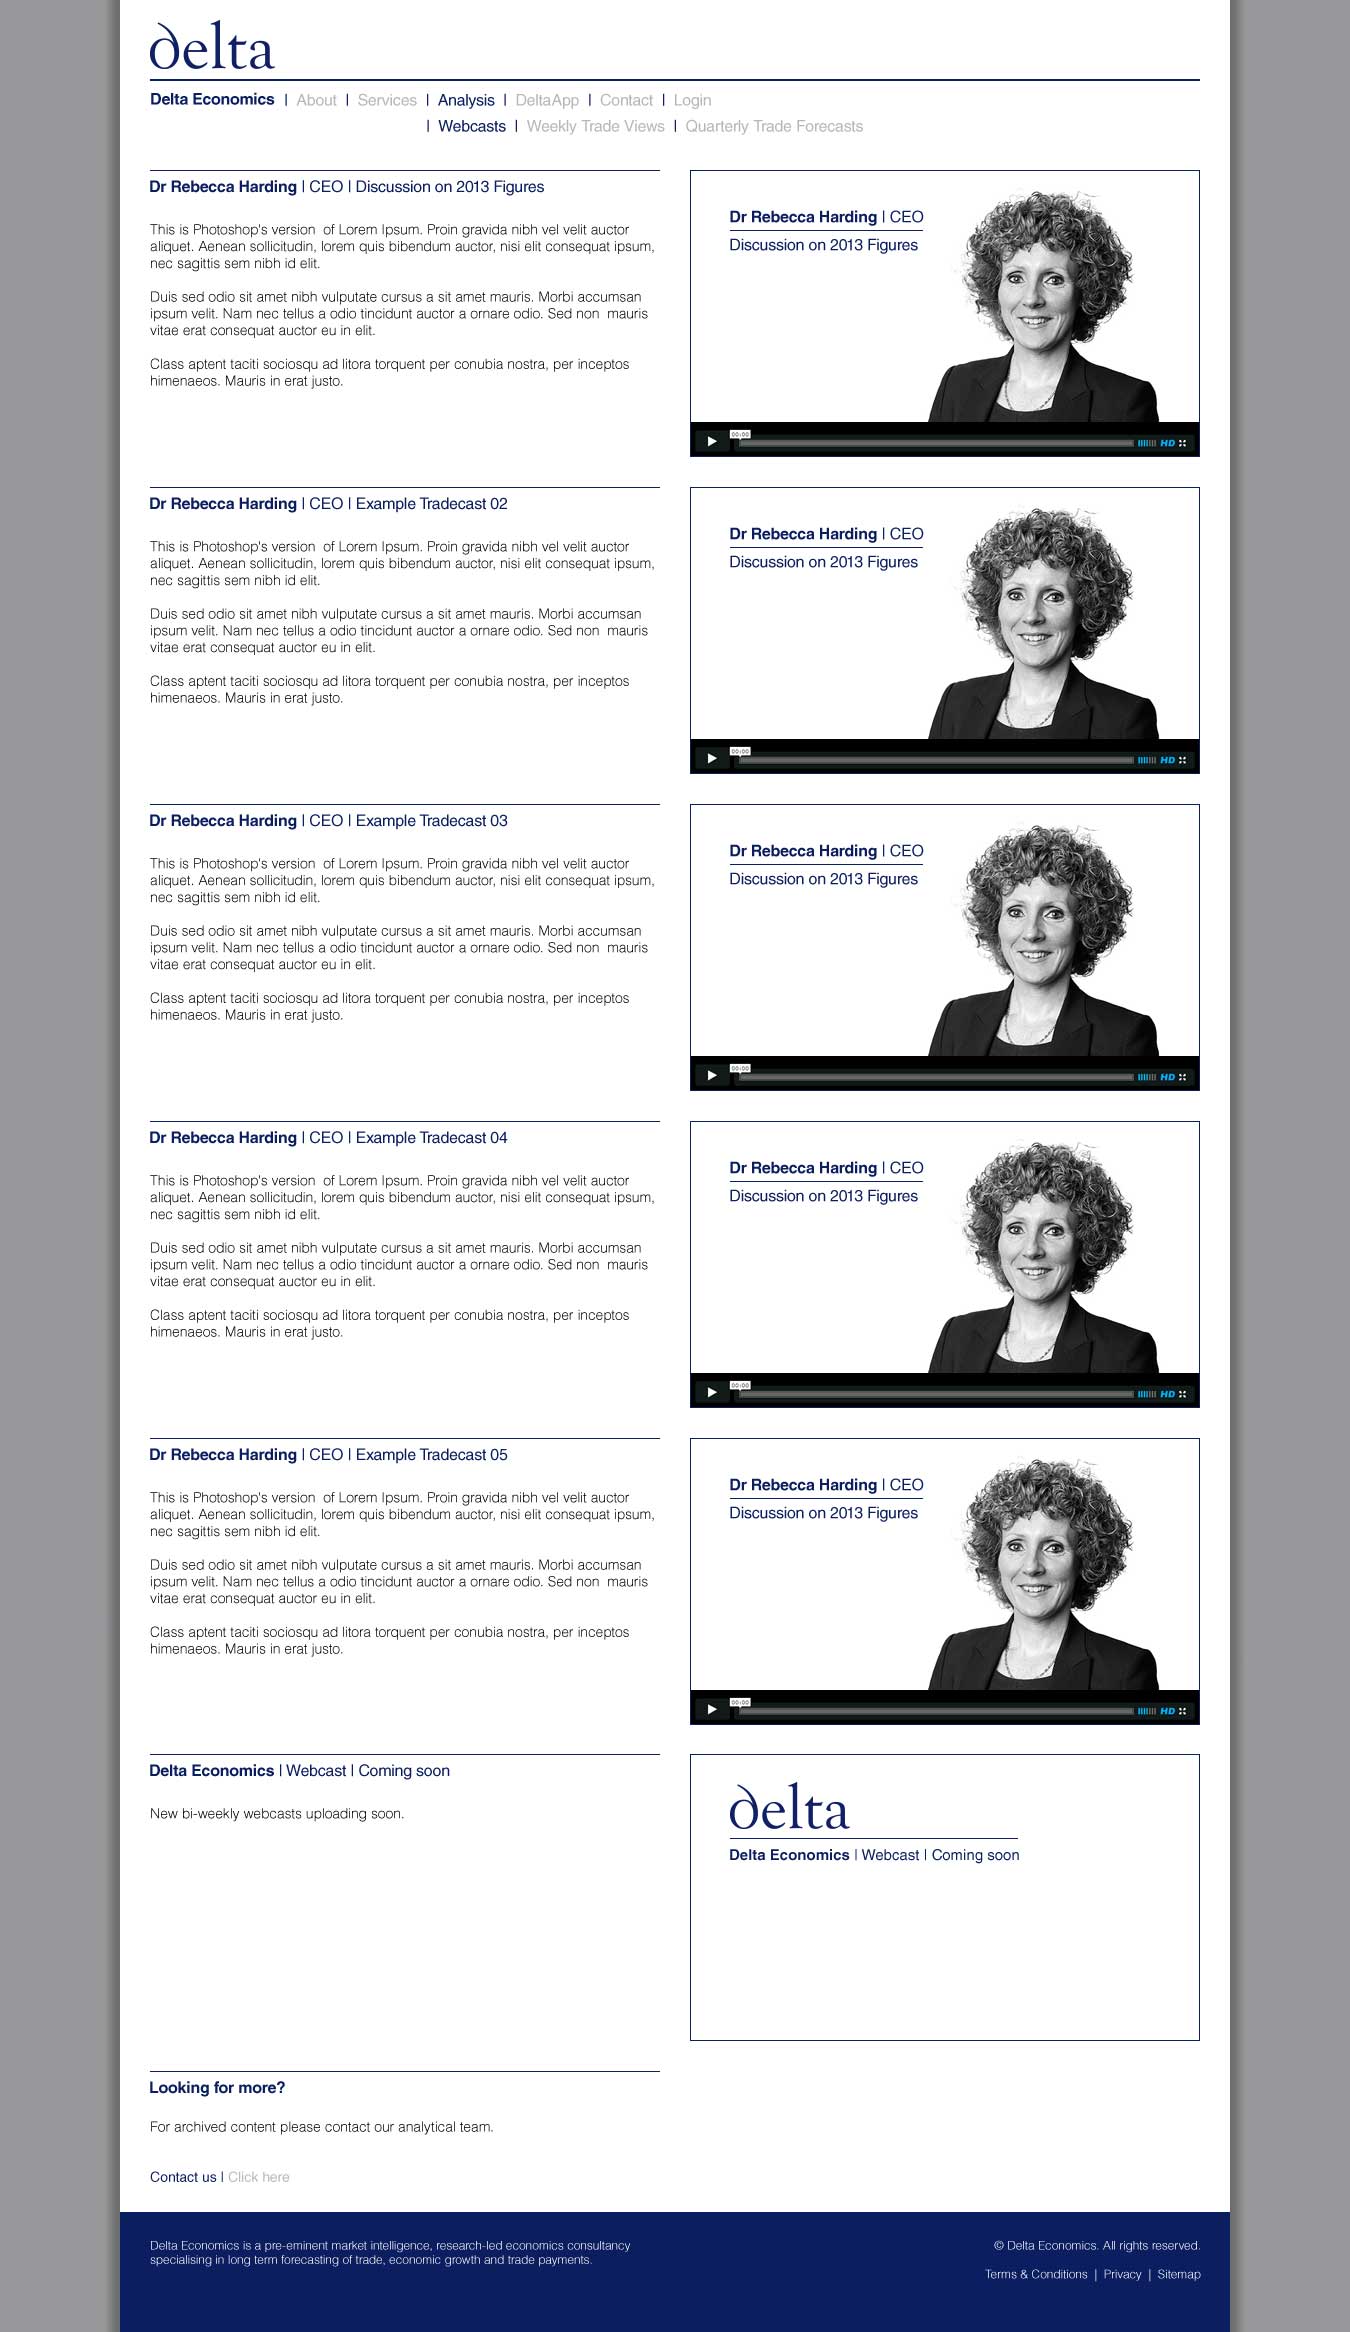 delta
Delta Economics | About | Services | Analysis | DeltaApp | Contact | Login
| Webcasts | Weekly Trade Views | Quarterly Trade Forecasts
Dr Rebecca Harding | CEO | Discussion on 2013 Figures
This is Photoshop's version  of Lorem Ipsum. Proin gravida nibh vel velit auctor
aliquet. Aenean sollicitudin, lorem quis bibendum auctor, nisi elit consequat ipsum,
nec sagittis sem nibh id elit.
Duis sed odio sit amet nibh vulputate cursus a sit amet mauris. Morbi accumsan
ipsum velit. Nam nec tellus a odio tincidunt auctor a ornare odio. Sed non  mauris
vitae erat consequat auctor eu in elit.
Class aptent taciti sociosqu ad litora torquent per conubia nostra, per inceptos
himenaeos. Mauris in erat justo.
Dr Rebecca Harding | CEO
Discussion on 2013 Figures
00:00
HD
Dr Rebecca Harding | CEO | Example Tradecast 02
This is Photoshop's version  of Lorem Ipsum. Proin gravida nibh vel velit auctor
aliquet. Aenean sollicitudin, lorem quis bibendum auctor, nisi elit consequat ipsum,
nec sagittis sem nibh id elit.
Duis sed odio sit amet nibh vulputate cursus a sit amet mauris. Morbi accumsan
ipsum velit. Nam nec tellus a odio tincidunt auctor a ornare odio. Sed non  mauris
vitae erat consequat auctor eu in elit.
Class aptent taciti sociosqu ad litora torquent per conubia nostra, per inceptos
himenaeos. Mauris in erat justo.
Dr Rebecca Harding | CEO
Discussion on 2013 Figures
00:00
HD
Dr Rebecca Harding | CEO | Example Tradecast 03
This is Photoshop's version  of Lorem Ipsum. Proin gravida nibh vel velit auctor
aliquet. Aenean sollicitudin, lorem quis bibendum auctor, nisi elit consequat ipsum,
nec sagittis sem nibh id elit.
Duis sed odio sit amet nibh vulputate cursus a sit amet mauris. Morbi accumsan
ipsum velit. Nam nec tellus a odio tincidunt auctor a ornare odio. Sed non  mauris
vitae erat consequat auctor eu in elit.
Class aptent taciti sociosqu ad litora torquent per conubia nostra, per inceptos
himenaeos. Mauris in erat justo.
Dr Rebecca Harding | CEO
Discussion on 2013 Figures
00:00
HD
Dr Rebecca Harding | CEO | Example Tradecast 04
This is Photoshop's version  of Lorem Ipsum. Proin gravida nibh vel velit auctor
aliquet. Aenean sollicitudin, lorem quis bibendum auctor, nisi elit consequat ipsum,
nec sagittis sem nibh id elit.
Duis sed odio sit amet nibh vulputate cursus a sit amet mauris. Morbi accumsan
ipsum velit. Nam nec tellus a odio tincidunt auctor a ornare odio. Sed non  mauris
vitae erat consequat auctor eu in elit.
Class aptent taciti sociosqu ad litora torquent per conubia nostra, per inceptos
himenaeos. Mauris in erat justo.
Dr Rebecca Harding | CEO
Discussion on 2013 Figures
00:00
HD
Dr Rebecca Harding | CEO | Example Tradecast 05
This is Photoshop's version  of Lorem Ipsum. Proin gravida nibh vel velit auctor
aliquet. Aenean sollicitudin, lorem quis bibendum auctor, nisi elit consequat ipsum,
nec sagittis sem nibh id elit.
Duis sed odio sit amet nibh vulputate cursus a sit amet mauris. Morbi accumsan
ipsum velit. Nam nec tellus a odio tincidunt auctor a ornare odio. Sed non  mauris
vitae erat consequat auctor eu in elit.
Class aptent taciti sociosqu ad litora torquent per conubia nostra, per inceptos
himenaeos. Mauris in erat justo.
Dr Rebecca Harding | CEO
Discussion on 2013 Figures
00:00
HD
Delta Economics | Webcast | Coming soon
New bi-weekly webcasts uploading soon.
delta
Delta Economics | Webcast | Coming soon
Looking for more?
For archived content please contact our analytical team.
Contact us | Click here
Delta Economics is a pre-eminent market intelligence, research-led economics consultancy
specialising in long term forecasting of trade, economic growth and trade payments.
© Delta Economics. All rights reserved.
Terms & Conditions | Privacy | Sitemap